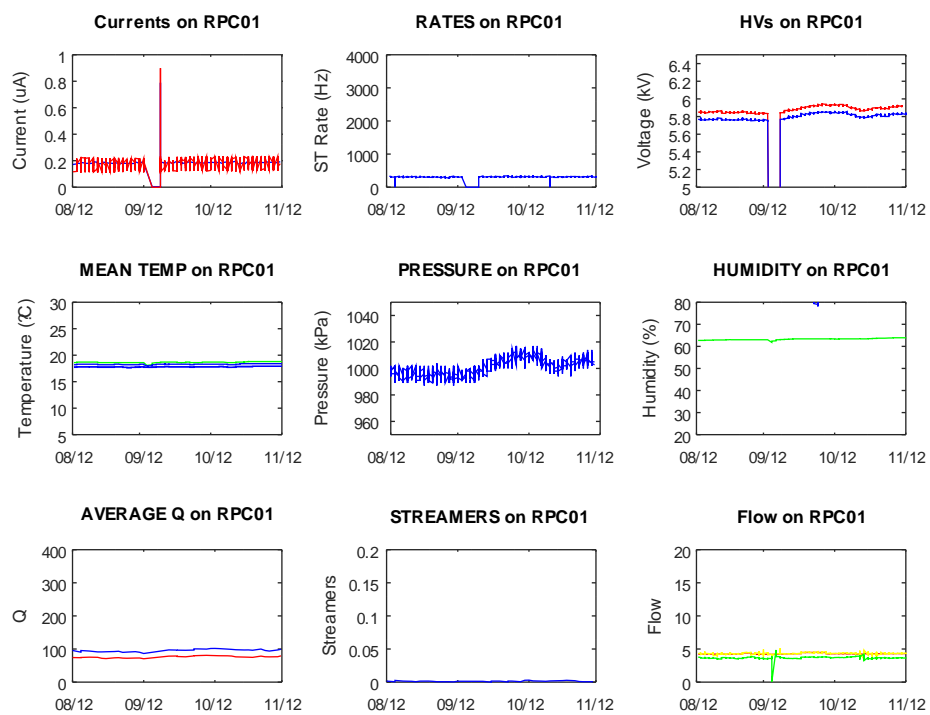 Currents on RPC01
RATES on RPC01
HVs on RPC01
Current (uA)
1
0.8
0.6
0.4
0.2
0
08/12 09/12 10/12 11/12
ST Rate (Hz)
4000
3000
2000
1000
0
08/12 09/12 10/12 11/12
Voltage (kV)
6.4
6.2
6
5.8
5.6
5.4
5.2
5
08/12 09/12 10/12 11/12
MEAN TEMP on RPC01
PRESSURE on RPC01
HUMIDITY on RPC01
Temperature (?C)
30
25
20
15
10
5
08/12 09/12 10/12 11/12
Pressure (kPa)
1040
1020
1000
980
960
08/12 09/12 10/12 11/12
Humidity (%)
80
70
60
50
40
30
20
08/12 09/12 10/12 11/12
AVERAGE Q on RPC01
STREAMERS on RPC01
Flow on RPC01
Q
400
300
200
100
0
08/12 09/12 10/12 11/12
Streamers
0.2
0.15
0.1
0.05
0
08/12 09/12 10/12 11/12
Flow
20
15
10
5
0
08/12 09/12 10/12 11/12